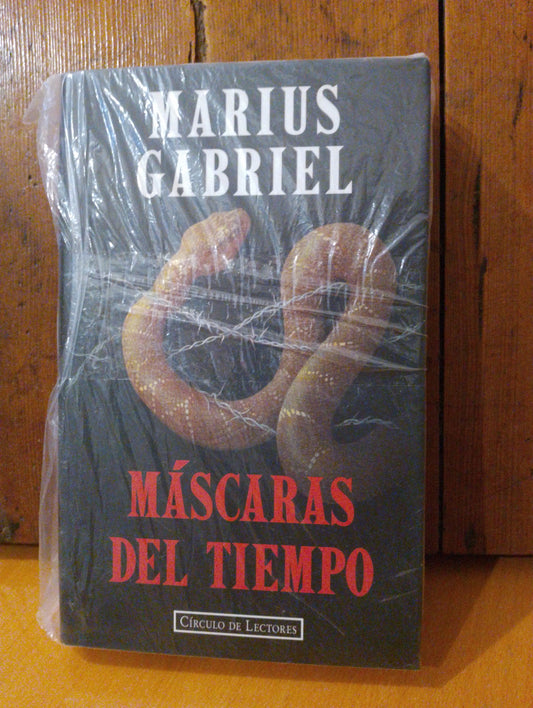 MARIUS
GABRIEL
MÁSCARAS
DEL TIEMPO
CÍRCULO DE LECTORES